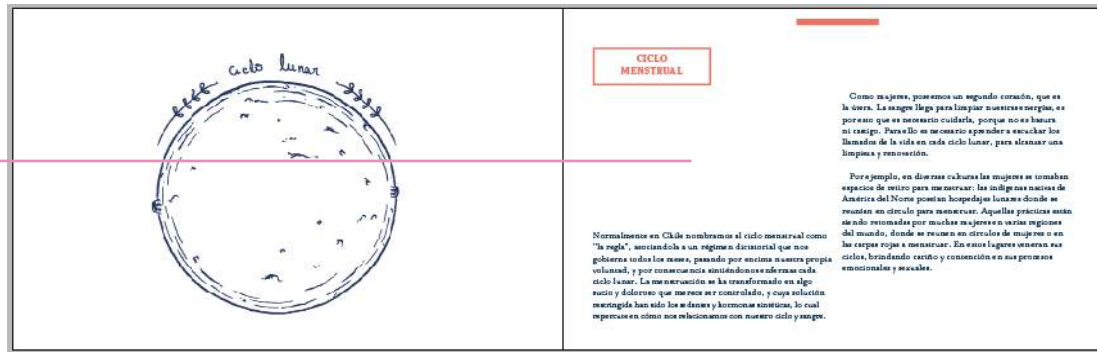 ciclo lunar
CICLO
MENSTRUAL
Normalmente en Chile nombramos al ciclo menstrual como
"la regla", asociandola a un régimen dictatorial que nos
gobierna todos los meses, pasando por encima nuestra propia
voluntad, y por consecuencia sintiéndonos enfermas cada
ciclo lunar. La menstruación se ha transformado en algo
sucio y doloroso que merece ser controlado, y cuya solución
restringida han sido los sedantes y hormonas sintéticas, lo cual
repercute en cómo nos relacionamos con nuestro ciclo y sangre.
Como mujeres, poseemos un segundo corazón, que es
la útera. La sangre llega para limpiar nuestras energías, es
por esto que es necesario cuidarla, porque no es basura
ni castigo. Para ello es necesario aprender a escuchar los
llamados de la vida en cada ciclo lunar, para alcanzar una
limpieza y renovación.
Por ejemplo, en diversas culturas las mujeres se tomaban
espacios de retiro para menstruar: las indígenas nativas de
América del Norte poseían hospedajes lunares donde se
reunían en círculo para menstruar. Aquellas prácticas están
siendo retomadas por muchas mujeres en varias regiones
del mundo, donde se reunen en círculos de mujeres o en
las carpas rojas a menstruar. En estos lugares veneran sus
ciclos, brindando cariño y contención en sus procesos
emocionales y sexuales.